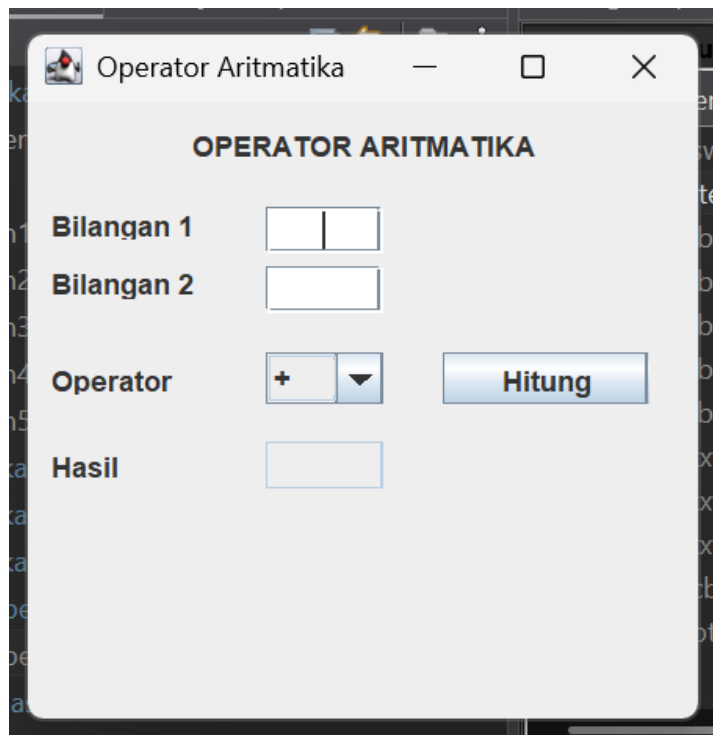 Operator Aritmatika
OPERATOR ARITMATIKA
Bilangan 1
Bilangan 2
Operator + Hitung
Hasil